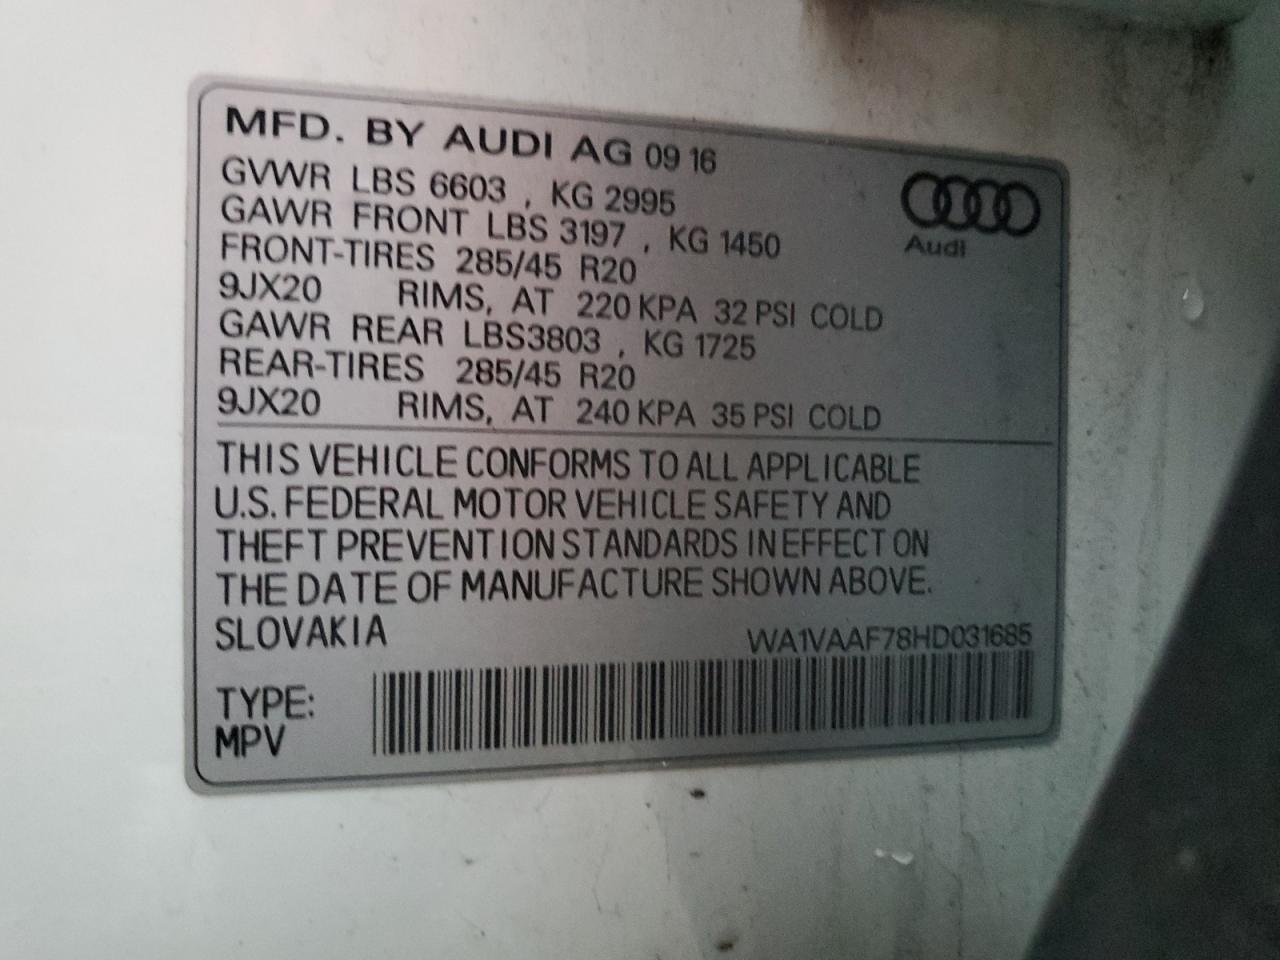 MFD. BY AUDI AG 09 16
GVWR LBS 6603 , KG 2995
GAWR FRONT LBS 3197 , KG 1450
FRONT-TIRES 285/45 R20
9JX20 RIMS, AT 220 KPA 32 PSI COLD
GAWR REAR LBS3803 , KG 1725
REAR-TIRES 285/45 R20
9JX20 RIMS, AT 240 KPA 35 PSI COLD
Audi
THIS VEHICLE CONFORMS TO ALL APPLICABLE
U.S. FEDERAL MOTOR VEHICLE SAFETY AND
THEFT PREVENTION STANDARDS IN EFFECT ON
THE DATE OF MANUFACTURE SHOWN ABOVE.
SLOVAKIA WA1VAAF78HD031685
TYPE:
MPV